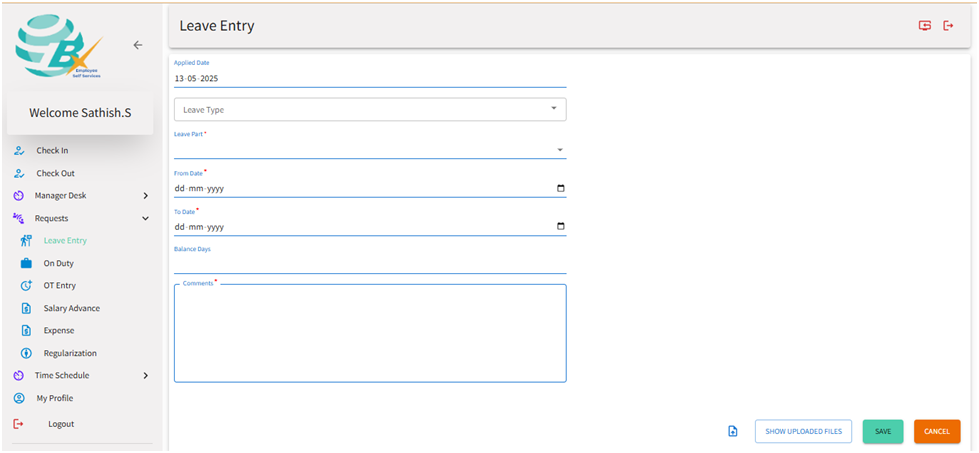 TBX
Employee
Self Services
Welcome Sathish.S
Check In
Check Out
Manager Desk
Requests
Leave Entry
On Duty
OT Entry
Salary Advance
Expense
Regularization
Time Schedule
My Profile
Logout
Leave Entry
Applied Date
13-05-2025
Leave Type
Leave Part *
From Date *
dd-mm-yyyy
To Date *
dd-mm-yyyy
Balance Days
Comments *
SHOW UPLOADED FILES
SAVE
CANCEL